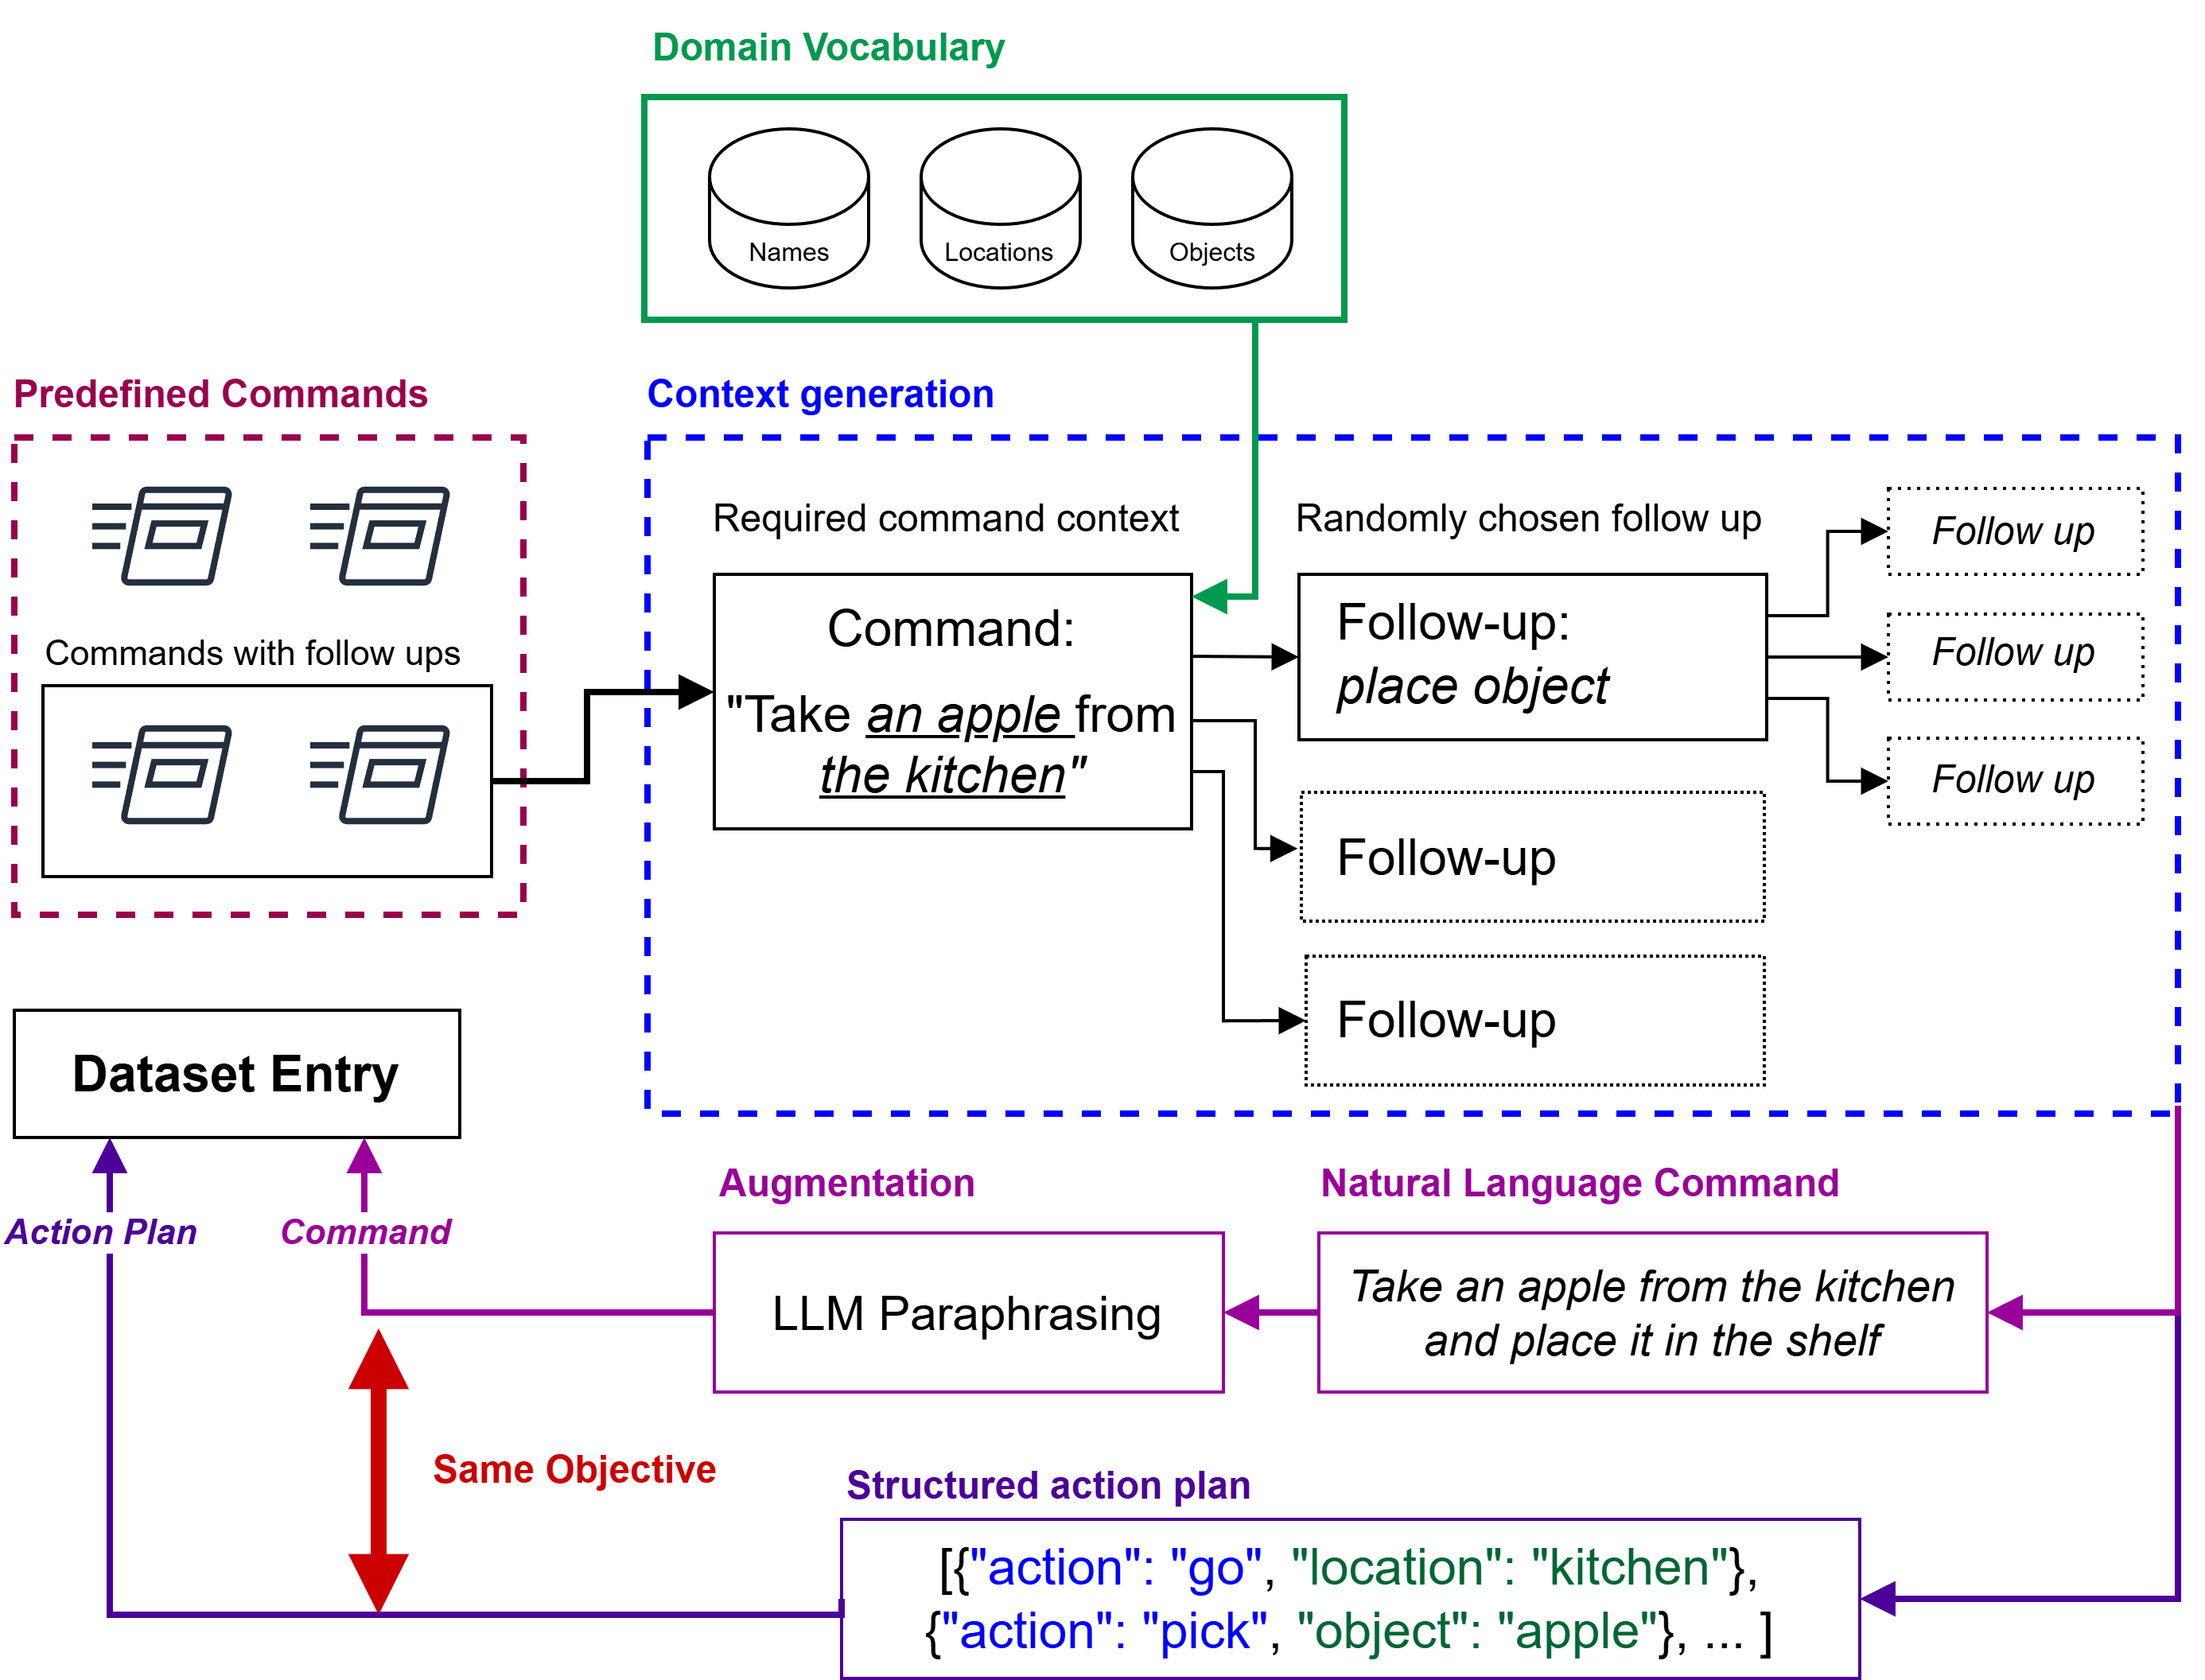 Domain Vocabulary
Names
Locations
Objects
Predefined Commands
Commands with follow ups
Context generation
Required command context
Command:
"Take an apple from
the kitchen"
Randomly chosen follow up
Follow-up:
place object
Follow-up
Follow-up
Follow up
Follow up
Follow up
Dataset Entry
Action Plan
Command
Augmentation
LLM Paraphrasing
Natural Language Command
Take an apple from the kitchen
and place it in the shelf
Same Objective
Structured action plan
[{"action": "go", "location": "kitchen"},
{"action": "pick", "object": "apple"}, ... ]